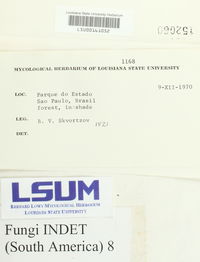 Louisiana State University Herbarium
LSU00141032
152060
1168
MYCOLOGICAL HERBARIUM OF LOUISIANA STATE UNIVERSITY
LOC. Parque do Estado 9-XII-1970
Sao Paulo, Brasil
forest, in shade
LEG. B. V. Skvortzov
DET.
LSUM
BERNARD LOWY MYCOLOGICAL HERBARIUM
LOUISIANA STATE UNIVERSITY
Fungi INDET
(South America) 8